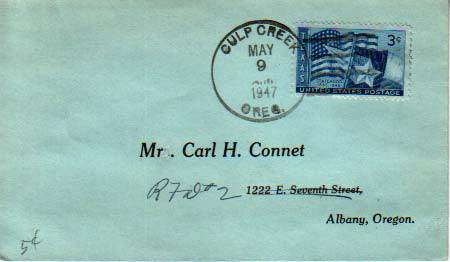 CULP CREEK
MAY
9
1947
OREG.
3¢
TEXAS
UNITED STATES POSTAGE
Mr. Carl H. Connet
RFD #2 1222 E. Seventh Street,
Albany, Oregon.
5¢